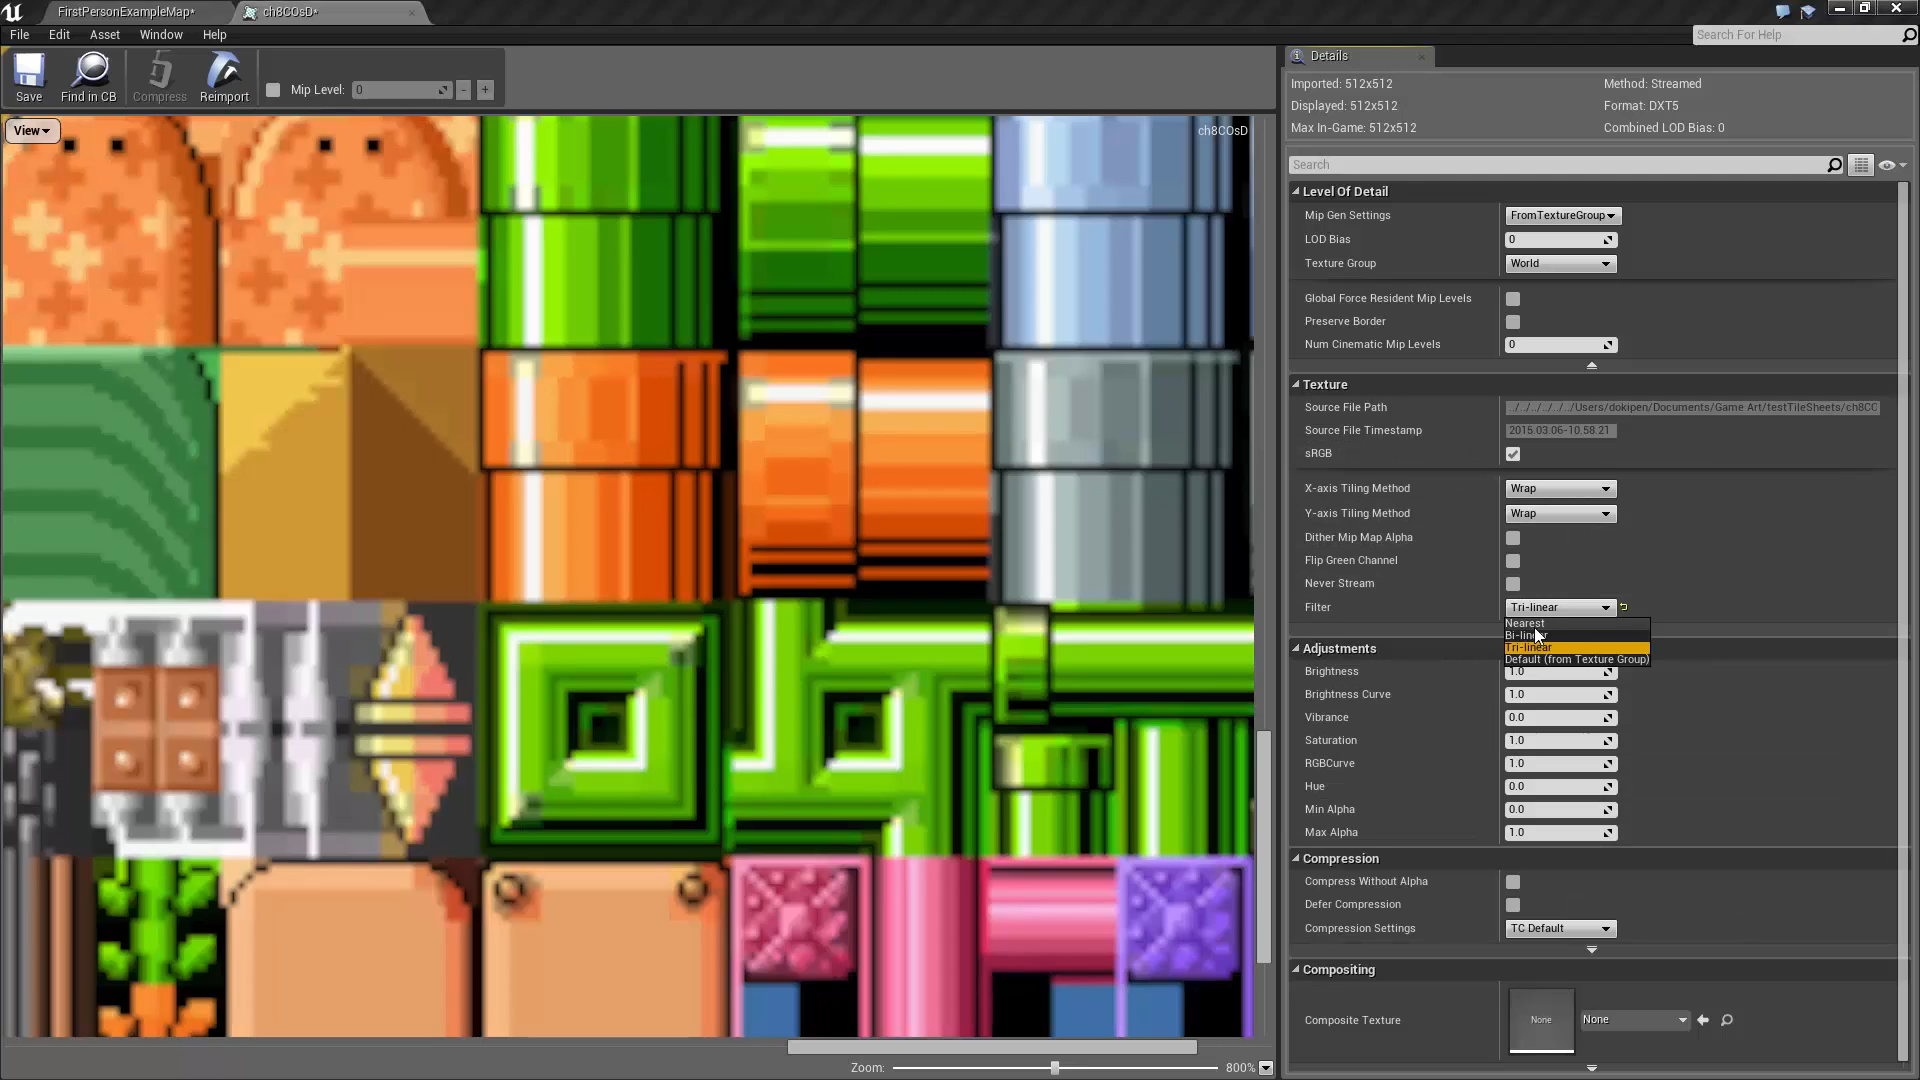 FirstPersonExampleMap*
ch8COsD*
File Edit Asset Window Help
Search For Help
Save Find in CB Compress Reimport Mip Level: 0 - +
Details
Imported: 512x512 Method: Streamed
Displayed: 512x512 Format: DXT5
Max In-Game: 512x512 Combined LOD Bias: 0
View
ch8COsD
Search
Level Of Detail
Mip Gen Settings FromTextureGroup
LOD Bias 0
Texture Group World
Global Force Resident Mip Levels
Preserve Border
Num Cinematic Mip Levels 0
Texture
Source File Path ../../../../../../Users/dokipen/Documents/Game Art/testTileSheets/ch8CO
Source File Timestamp 2015.03.06-10.58.21
sRGB
X-axis Tiling Method Wrap
Y-axis Tiling Method Wrap
Dither Mip Map Alpha
Flip Green Channel
Never Stream
Filter Tri-linear
Nearest
Bi-linear
Tri-linear
Default (from Texture Group)
Adjustments
Brightness 1.0
Brightness Curve 1.0
Vibrance 0.0
Saturation 1.0
RGBCurve 1.0
Hue 0.0
Min Alpha 0.0
Max Alpha 1.0
Compression
Compress Without Alpha
Defer Compression
Compression Settings TC Default
Compositing
Composite Texture None None
Zoom: 800%